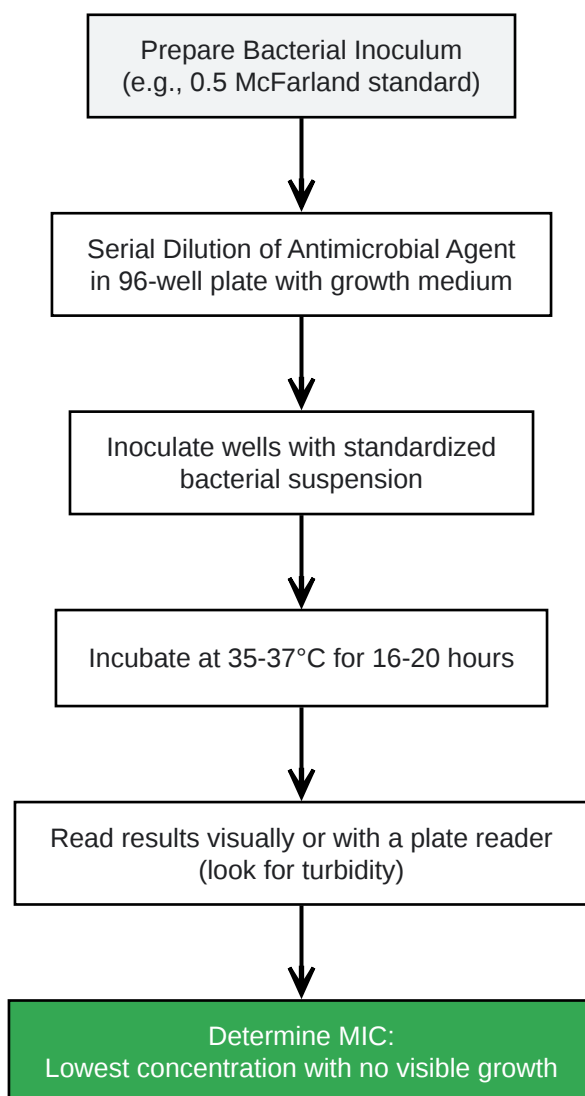 Prepare Bacterial Inoculum
(e.g., 0.5 McFarland standard)
Serial Dilution of Antimicrobial Agent
in 96-well plate with growth medium
Inoculate wells with standardized
bacterial suspension
Incubate at 35-37°C for 16-20 hours
Read results visually or with a plate reader
(look for turbidity)
Determine MIC:
Lowest concentration with no visible growth